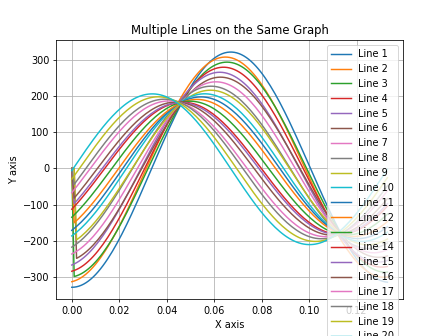 Multiple Lines on the Same Graph
300
200
100
0
−100
−200
−300
Y axis
0.00
0.02
0.04
0.06
0.08
0.10
X axis
Line 1
Line 2
Line 3
Line 4
Line 5
Line 6
Line 7
Line 8
Line 9
Line 10
Line 11
Line 12
Line 13
Line 14
Line 15
Line 16
Line 17
Line 18
Line 19
Line 20